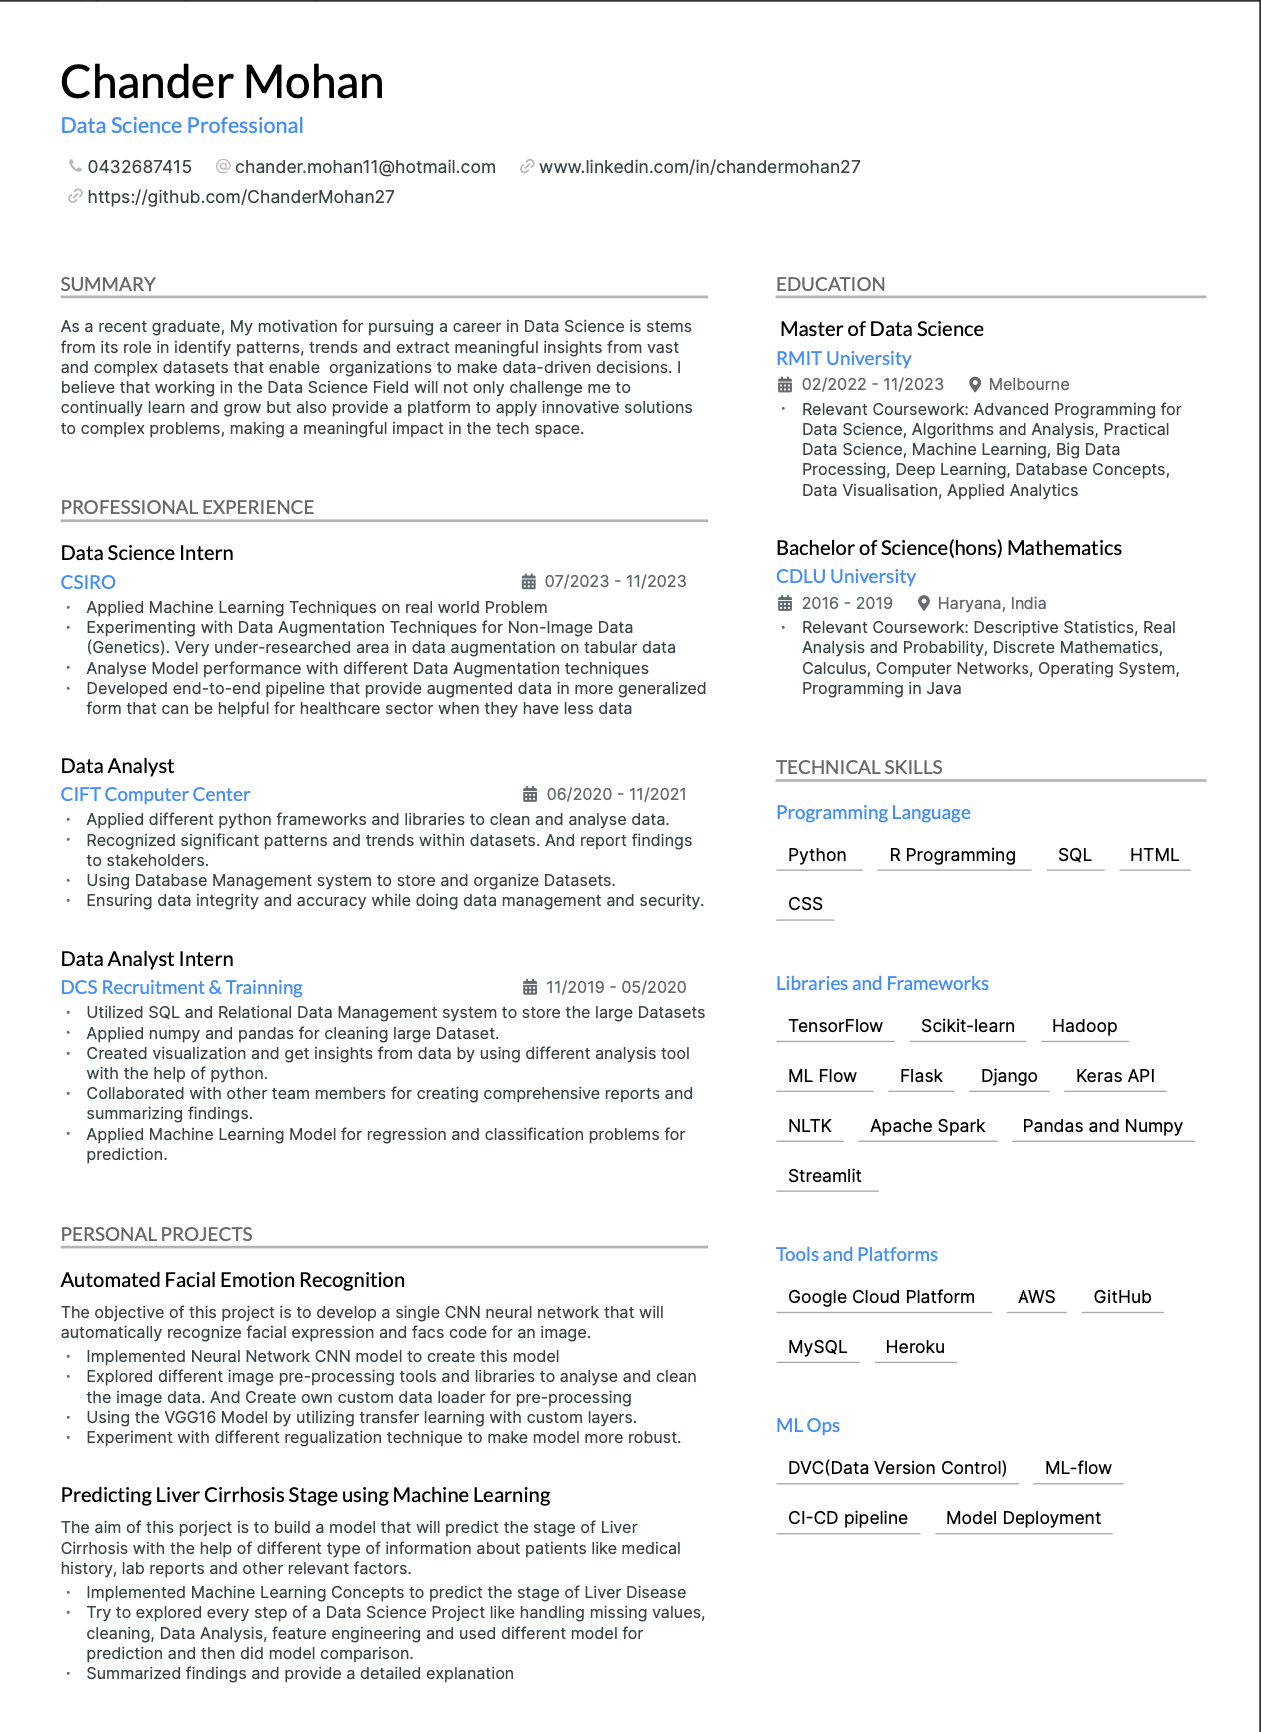 Chander Mohan
Data Science Professional
0432687415 chander.mohan11@hotmail.com www.linkedin.com/in/chandermohan27
https://github.com/ChanderMohan27
SUMMARY
As a recent graduate, My motivation for pursuing a career in Data Science is stems
from its role in identify patterns, trends and extract meaningful insights from vast
and complex datasets that enable  organizations to make data-driven decisions. I
believe that working in the Data Science Field will not only challenge me to
continually learn and grow but also provide a platform to apply innovative solutions
to complex problems, making a meaningful impact in the tech space.
PROFESSIONAL EXPERIENCE
Data Science Intern
CSIRO 07/2023 - 11/2023
• Applied Machine Learning Techniques on real world Problem
• Experimenting with Data Augmentation Techniques for Non-Image Data
(Genetics). Very under-researched area in data augmentation on tabular data
• Analyse Model performance with different Data Augmentation techniques
• Developed end-to-end pipeline that provide augmented data in more generalized
form that can be helpful for healthcare sector when they have less data
Data Analyst
CIFT Computer Center 06/2020 - 11/2021
• Applied different python frameworks and libraries to clean and analyse data.
• Recognized significant patterns and trends within datasets. And report findings
to stakeholders.
• Using Database Management system to store and organize Datasets.
• Ensuring data integrity and accuracy while doing data management and security.
Data Analyst Intern
DCS Recruitment & Trainning 11/2019 - 05/2020
• Utilized SQL and Relational Data Management system to store the large Datasets
• Applied numpy and pandas for cleaning large Dataset.
• Created visualization and get insights from data by using different analysis tool
with the help of python.
• Collaborated with other team members for creating comprehensive reports and
summarizing findings.
• Applied Machine Learning Model for regression and classification problems for
prediction.
PERSONAL PROJECTS
Automated Facial Emotion Recognition
The objective of this project is to develop a single CNN neural network that will
automatically recognize facial expression and facs code for an image.
• Implemented Neural Network CNN model to create this model
• Explored different image pre-processing tools and libraries to analyse and clean
the image data. And Create own custom data loader for pre-processing
• Using the VGG16 Model by utilizing transfer learning with custom layers.
• Experiment with different regualization technique to make model more robust.
Predicting Liver Cirrhosis Stage using Machine Learning
The aim of this porject is to build a model that will predict the stage of Liver
Cirrhosis with the help of different type of information about patients like medical
history, lab reports and other relevant factors.
• Implemented Machine Learning Concepts to predict the stage of Liver Disease
• Try to explored every step of a Data Science Project like handling missing values,
cleaning, Data Analysis, feature engineering and used different model for
prediction and then did model comparison.
• Summarized findings and provide a detailed explanation
EDUCATION
Master of Data Science
RMIT University
02/2022 - 11/2023 Melbourne
• Relevant Coursework: Advanced Programming for
Data Science, Algorithms and Analysis, Practical
Data Science, Machine Learning, Big Data
Processing, Deep Learning, Database Concepts,
Data Visualisation, Applied Analytics
Bachelor of Science(hons) Mathematics
CDLU University
2016 - 2019 Haryana, India
• Relevant Coursework: Descriptive Statistics, Real
Analysis and Probability, Discrete Mathematics,
Calculus, Computer Networks, Operating System,
Programming in Java
TECHNICAL SKILLS
Programming Language
Python R Programming SQL HTML
CSS
Libraries and Frameworks
TensorFlow Scikit-learn Hadoop
ML Flow Flask Django Keras API
NLTK Apache Spark Pandas and Numpy
Streamlit
Tools and Platforms
Google Cloud Platform AWS GitHub
MySQL Heroku
ML Ops
DVC(Data Version Control) ML-flow
CI-CD pipeline Model Deployment